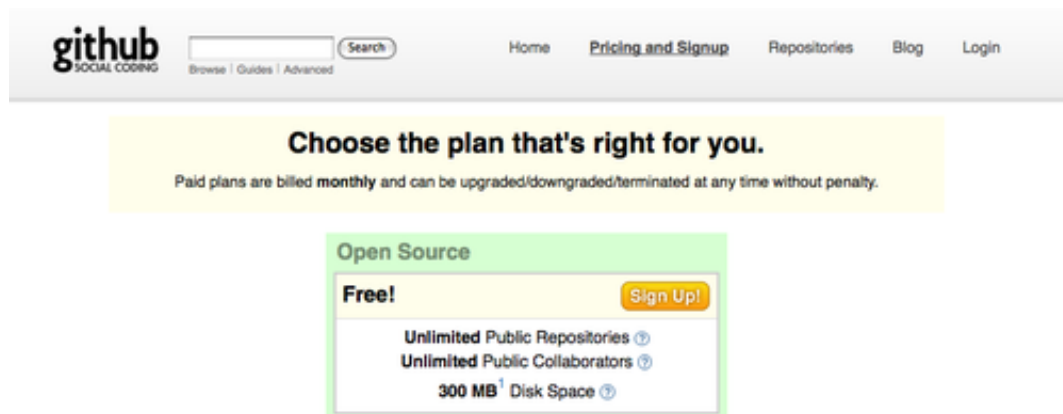 github
SOCIAL CODING
Search
Browse | Guides | Advanced
Home Pricing and Signup Repositories Blog Login
Choose the plan that's right for you.
Paid plans are billed monthly and can be upgraded/downgraded/terminated at any time without penalty.
Open Source
Free! Sign Up!
Unlimited Public Repositories ?
Unlimited Public Collaborators ?
300 MB1 Disk Space ?